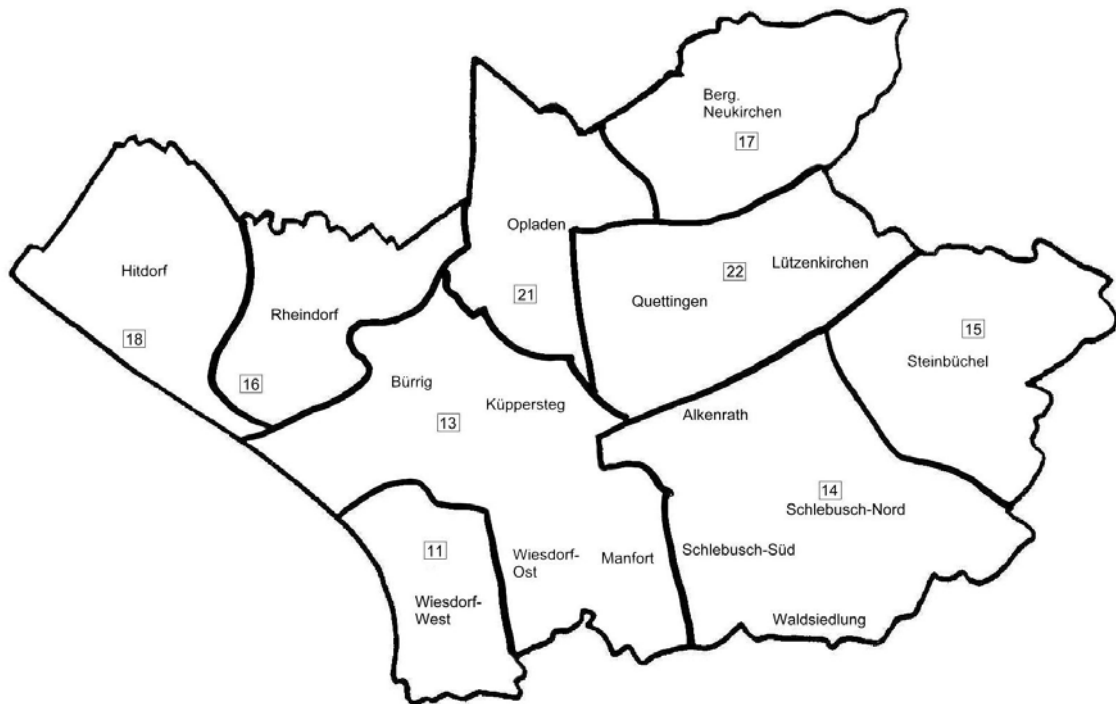 Berg.
Neukirchen
17
Opladen
21
Hitdorf
18
Rheindorf
16
22
Lützenkirchen
Quettingen
15
Steinbüchel
Bürrig
13
Küppersteg
Alkenrath
14
Schlebusch-Nord
Schlebusch-Süd
Waldsiedlung
11
Wiesdorf-
West
Wiesdorf-
Ost
Manfort